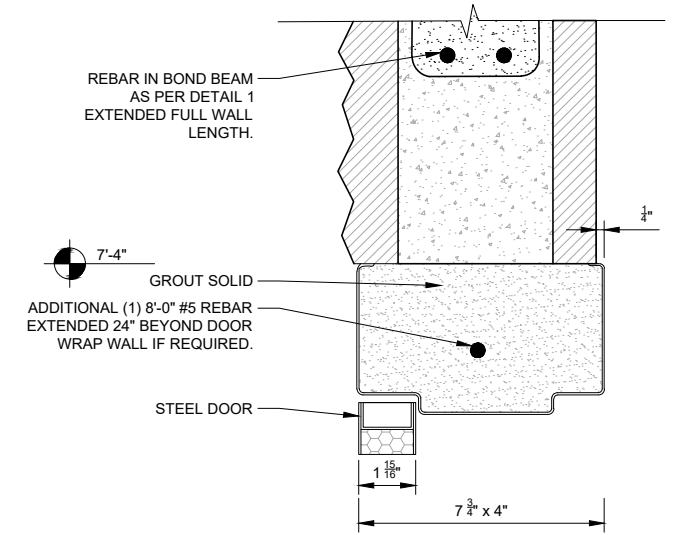 REBAR IN BOND BEAM
AS PER DETAIL 1
EXTENDED FULL WALL
LENGTH.
1/4"
7'-4"
GROUT SOLID
ADDITIONAL (1) 8'-0" #5 REBAR
EXTENDED 24" BEYOND DOOR
WRAP WALL IF REQUIRED.
STEEL DOOR
1 15/16"
7 3/4" x 4"